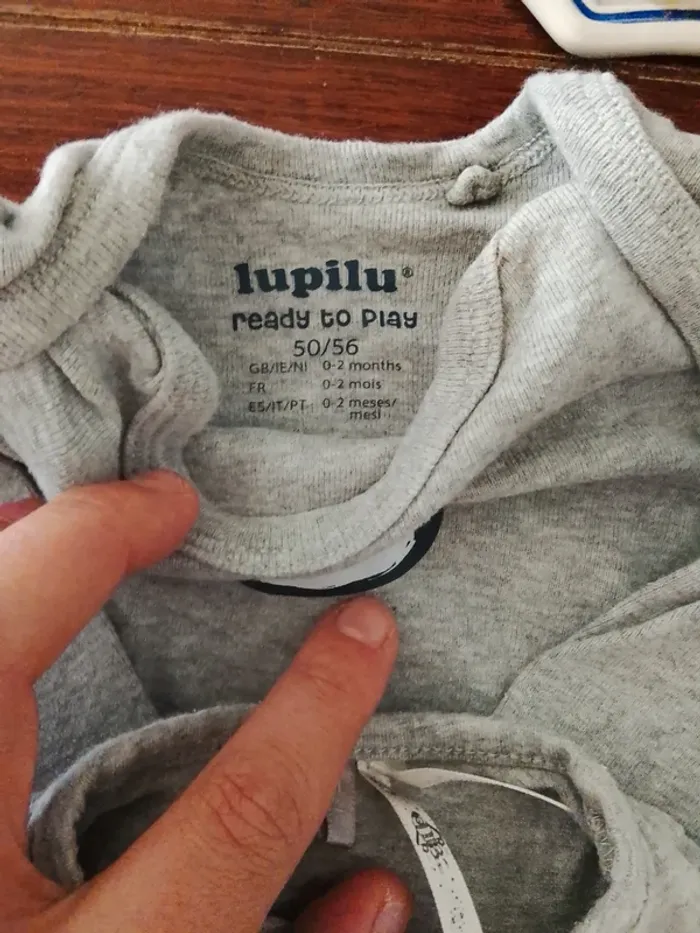 lupilu®
ready to play
50/56
GB/IE/NI 0-2 months
FR 0-2 mois
ES/IT/PT 0-2 meses/
mesi